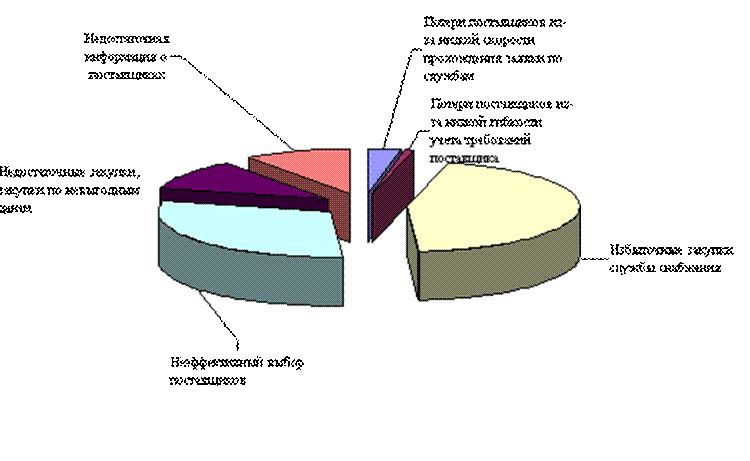 Недостаточная
информация о
поставщиках
Потери поставщиков из-
за низкой скорости
прохождения заявки по
службам
Потери поставщиков из-
за низкой гибкости
учета требований
поставщика
Недостаточные закупки,
закупки по невыгодным
ценам
Избыточные закупки
службы снабжения
Неэффективный выбор
поставщиков